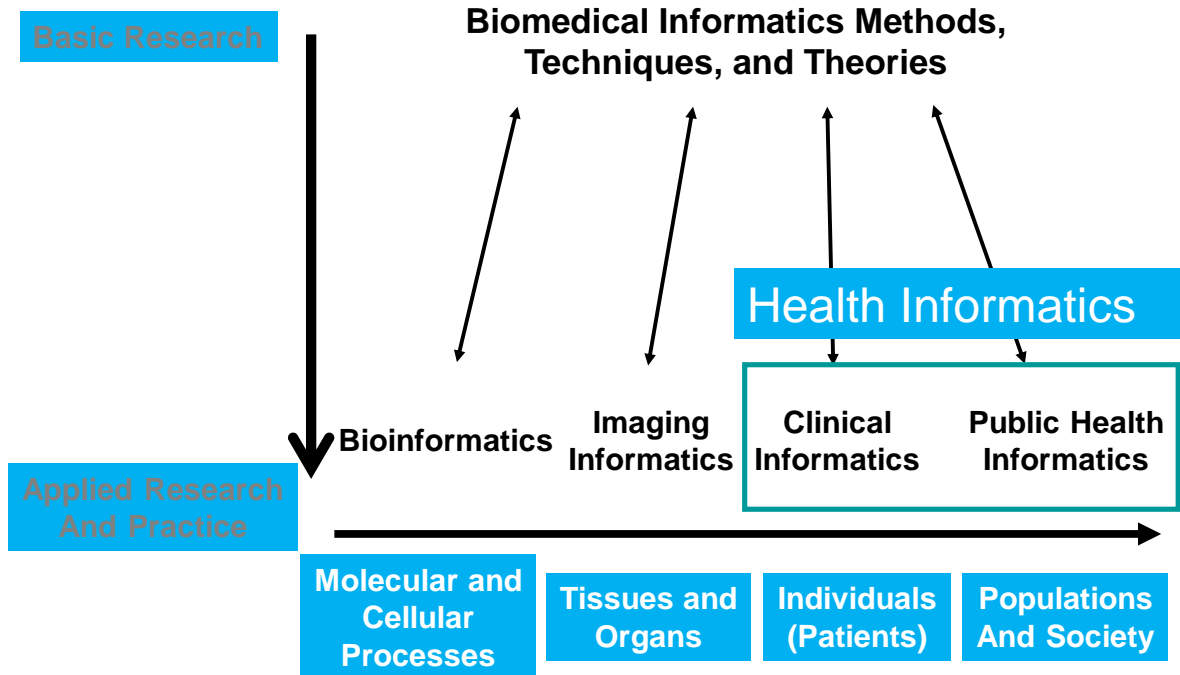 Basic Research
Biomedical Informatics Methods,
Techniques, and Theories
Health Informatics
Bioinformatics
Imaging
Informatics
Clinical
Informatics
Public Health
Informatics
Applied Research
And Practice
Molecular and
Cellular
Processes
Tissues and
Organs
Individuals
(Patients)
Populations
And Society